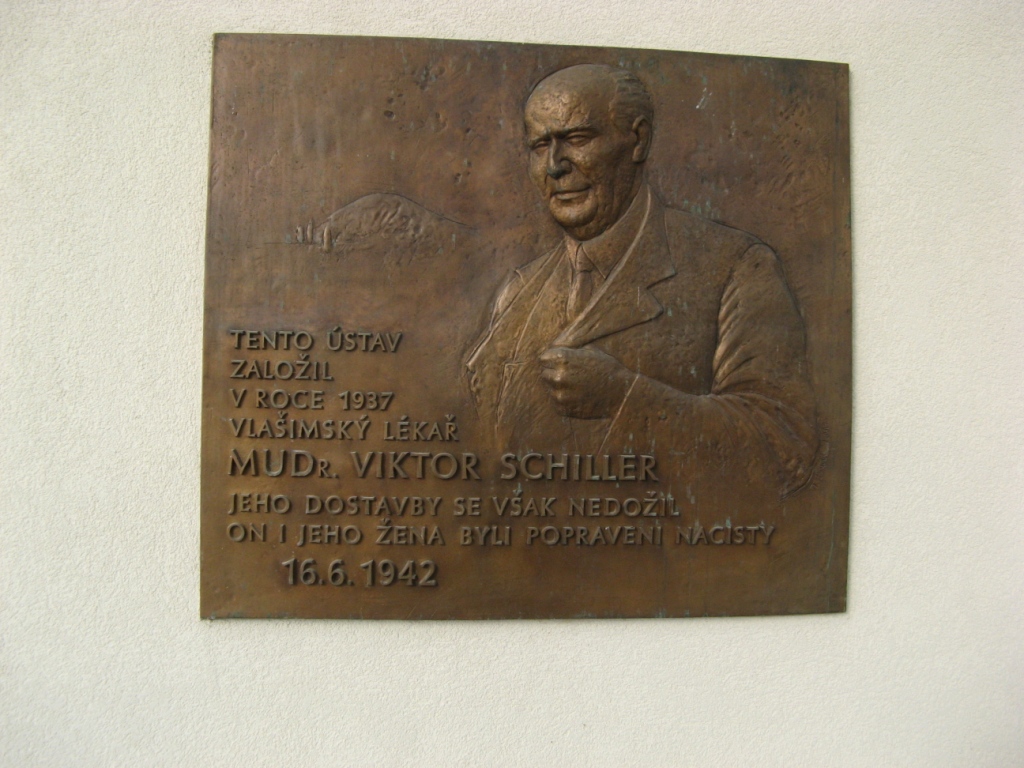 TENTO ÚSTAV
ZALOŽIL
V ROCE 1937
VLAŠIMSKÝ LÉKAŘ
MUDR. VIKTOR SCHILLER
JEHO DOSTAVBY SE VŠAK NEDOŽIL
ON I JEHO ŽENA BYLI POPRAVENI NACISTY
16.6.1942